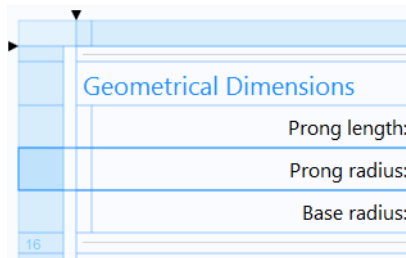 Geometrical Dimensions
Prong length:
Prong radius:
Base radius:
16